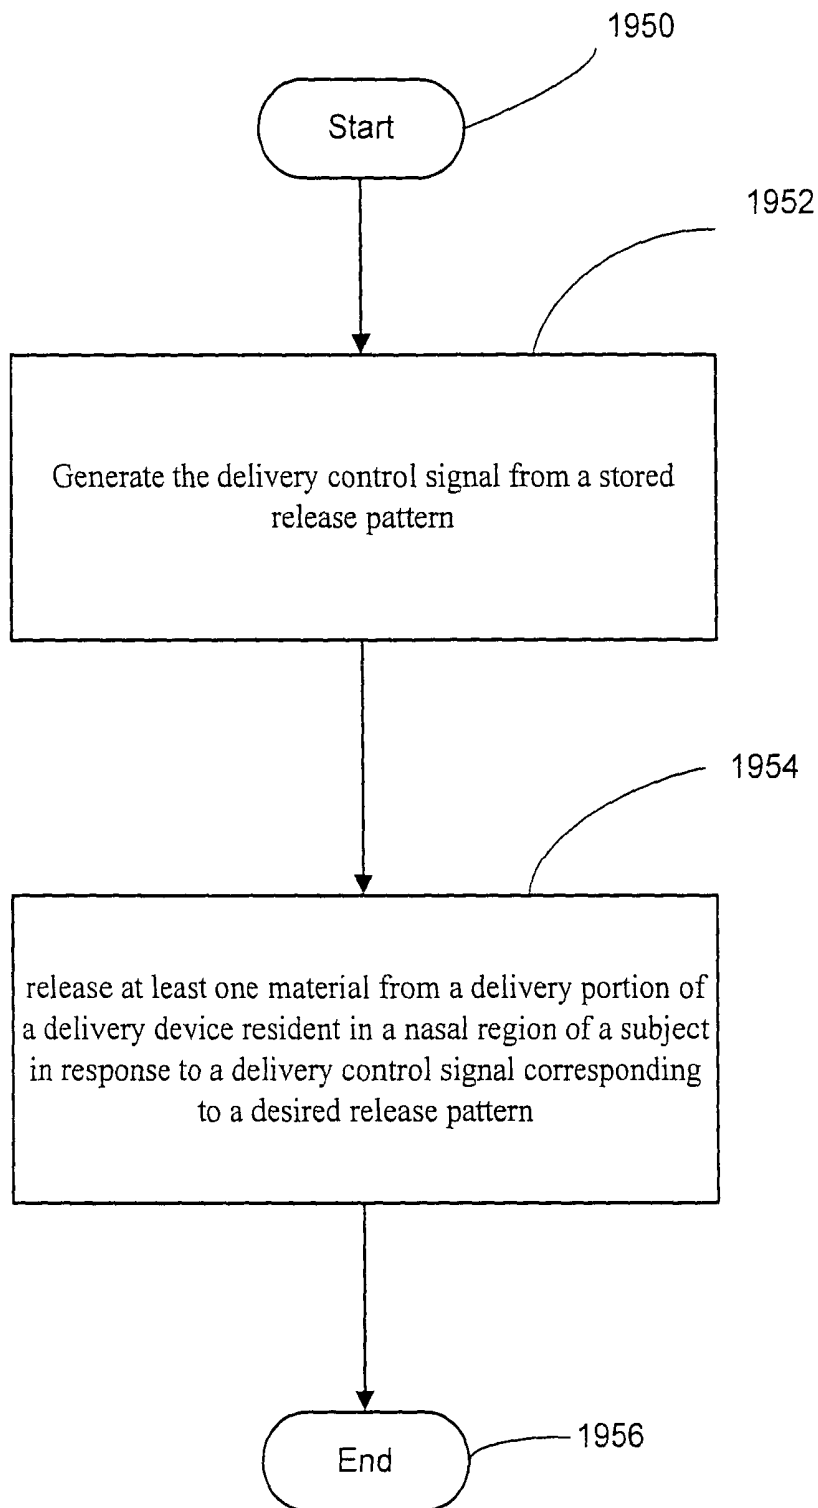 1950
Start
1952
Generate the delivery control signal from a stored
release pattern
1954
release at least one material from a delivery portion of
a delivery device resident in a nasal region of a subject
in response to a delivery control signal corresponding
to a desired release pattern
End
1956